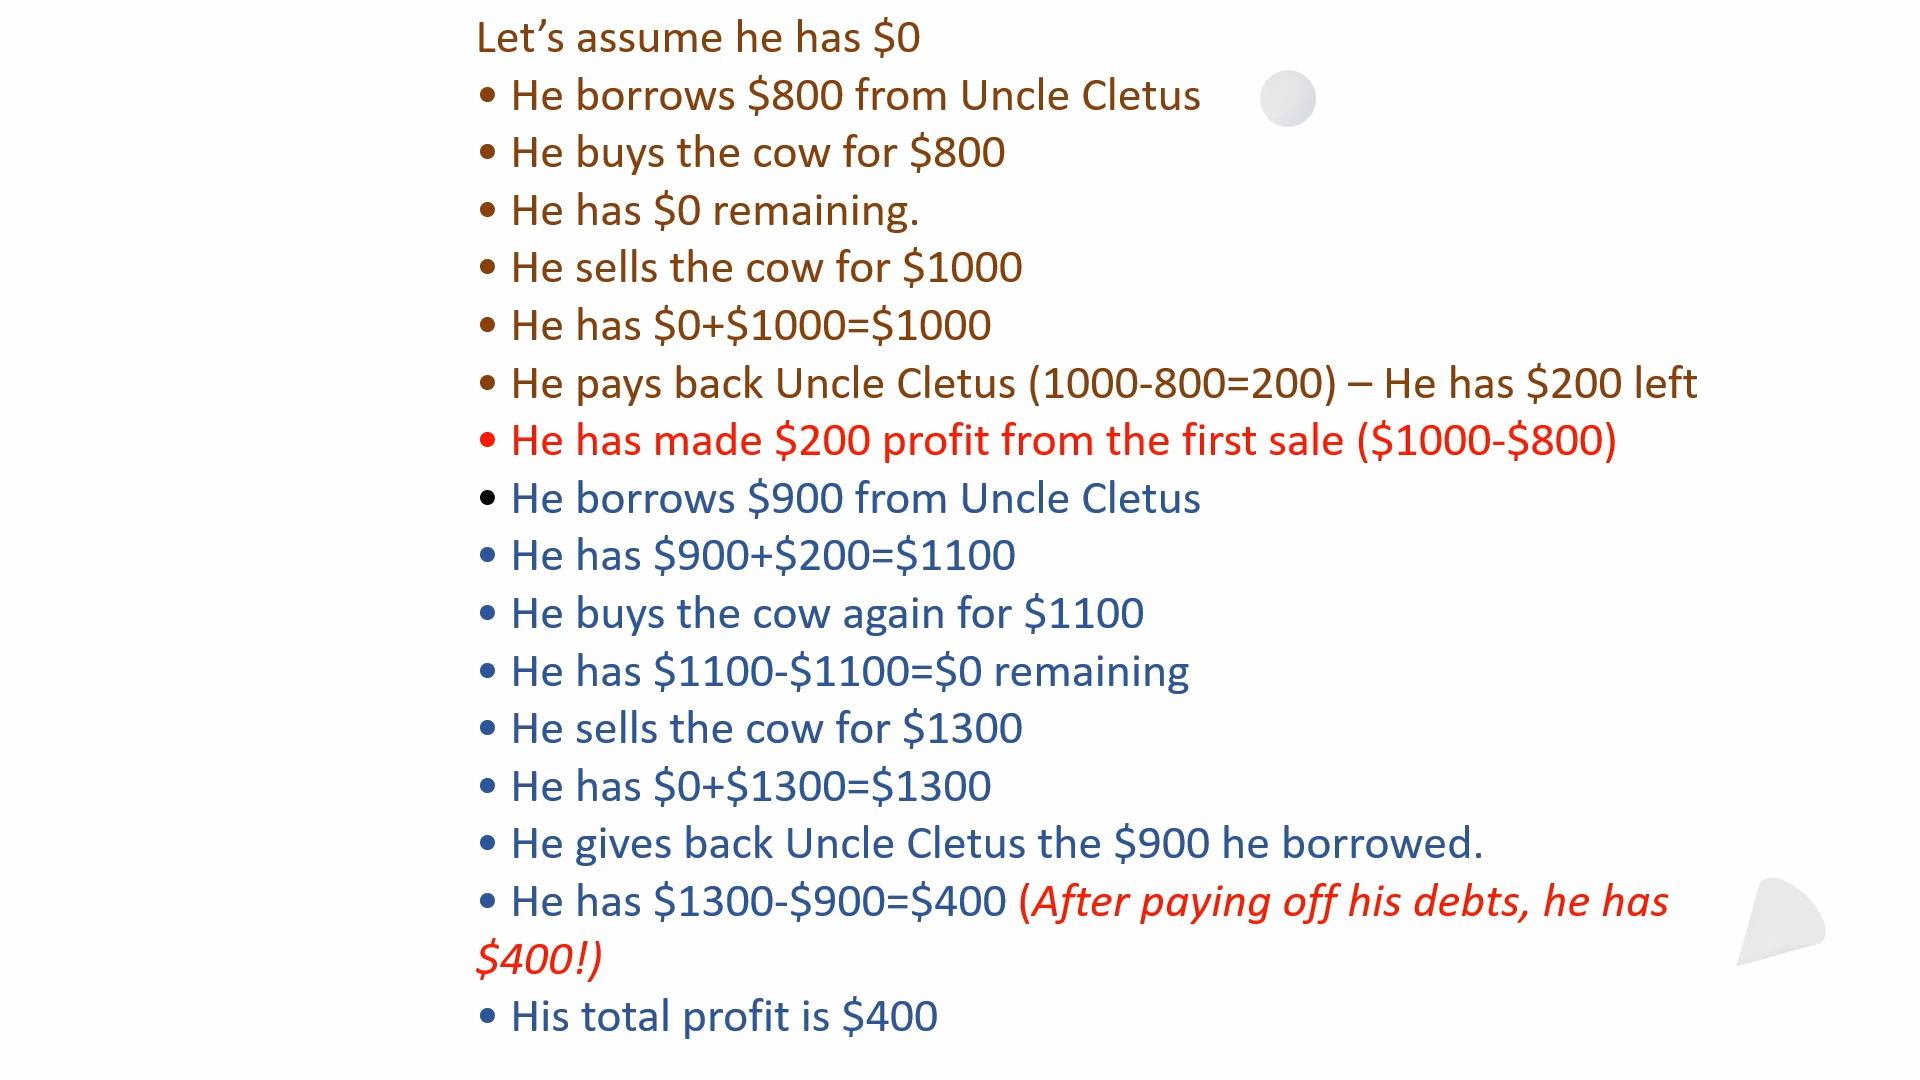 Let’s assume he has $0
• He borrows $800 from Uncle Cletus
• He buys the cow for $800
• He has $0 remaining.
• He sells the cow for $1000
• He has $0+$1000=$1000
• He pays back Uncle Cletus (1000-800=200) – He has $200 left
• He has made $200 profit from the first sale ($1000-$800)
• He borrows $900 from Uncle Cletus
• He has $900+$200=$1100
• He buys the cow again for $1100
• He has $1100-$1100=$0 remaining
• He sells the cow for $1300
• He has $0+$1300=$1300
• He gives back Uncle Cletus the $900 he borrowed.
• He has $1300-$900=$400 (After paying off his debts, he has
$400!)
• His total profit is $400